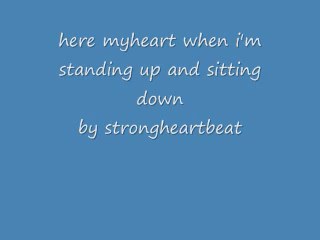 here myheart when i'm
standing up and sitting
down
by strongheartbeat